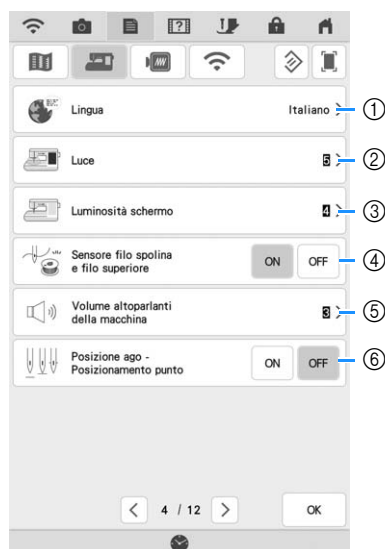 Lingua
Italiano
①
Luce
5
②
Luminosità schermo
4
③
Sensore filo spolina
e filo superiore
ON
OFF
④
Volume altoparlanti
della macchina
3
⑤
Posizione ago -
Posizionamento punto
ON
OFF
⑥
4 / 12
OK